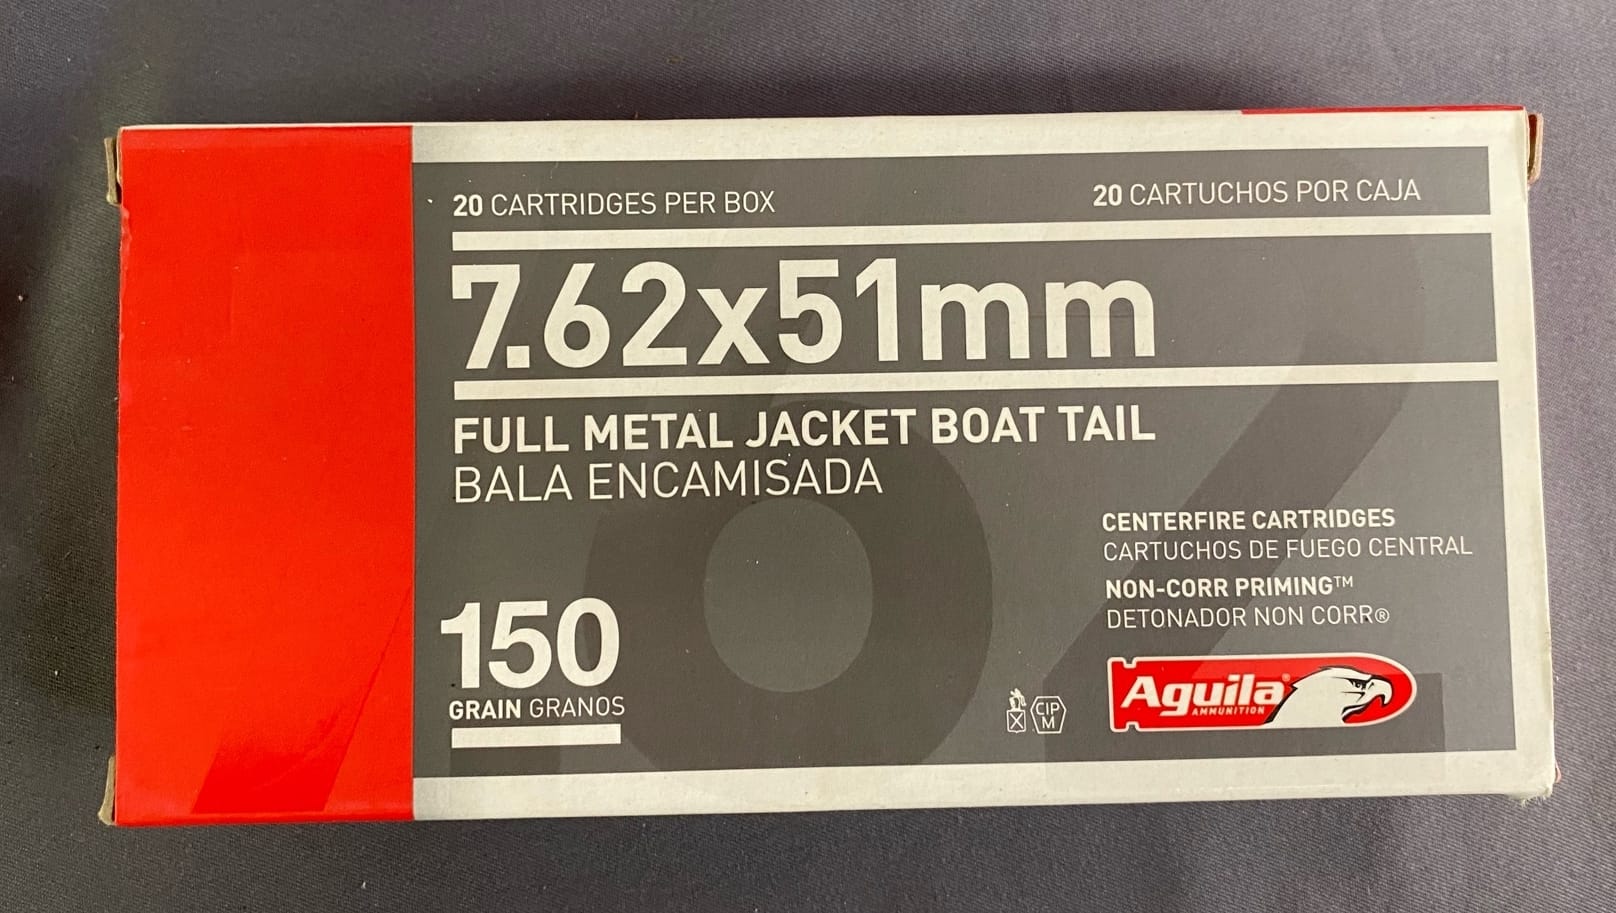 20 CARTRIDGES PER BOX
20 CARTUCHOS POR CAJA
7.62x51mm
FULL METAL JACKET BOAT TAIL
BALA ENCAMISADA
CENTERFIRE CARTRIDGES
CARTUCHOS DE FUEGO CENTRAL
NON-CORR PRIMING™
DETONADOR NON CORR®
150
GRAIN GRANOS
CIP
M
Aguila®
AMMUNITION